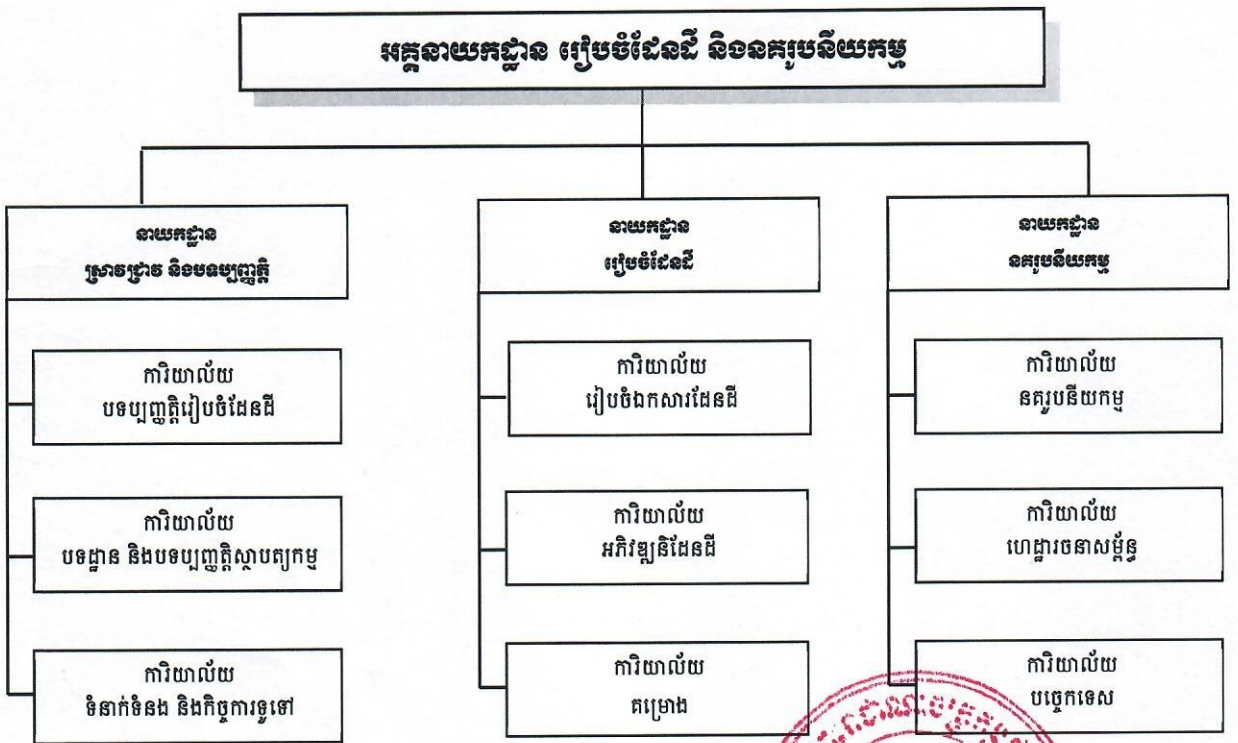 អគ្គនាយកដ្ឋាន រៀបចំដែនដី និងនគរូបនីយកម្ម
នាយកដ្ឋាន
ស្រាវជ្រាវ និងបទប្បញ្ញត្តិ
ការិយាល័យ
បទប្បញ្ញត្តិរៀបចំដែនដី
ការិយាល័យ
បទដ្ឋាន និងបទប្បញ្ញត្តិស្ថាបត្យកម្ម
ការិយាល័យ
ទំនាក់ទំនង និងកិច្ចការទូទៅ
នាយកដ្ឋាន
រៀបចំដែនដី
ការិយាល័យ
រៀបចំឯកសារដែនដី
ការិយាល័យ
អភិវឌ្ឍនិដែនដី
ការិយាល័យ
គម្រោង
នាយកដ្ឋាន
នគរូបនីយកម្ម
ការិយាល័យ
នគរូបនីយកម្ម
ការិយាល័យ
ហេដ្ឋារចនាសម្ព័ន្ធ
ការិយាល័យ
បច្ចេកទេស